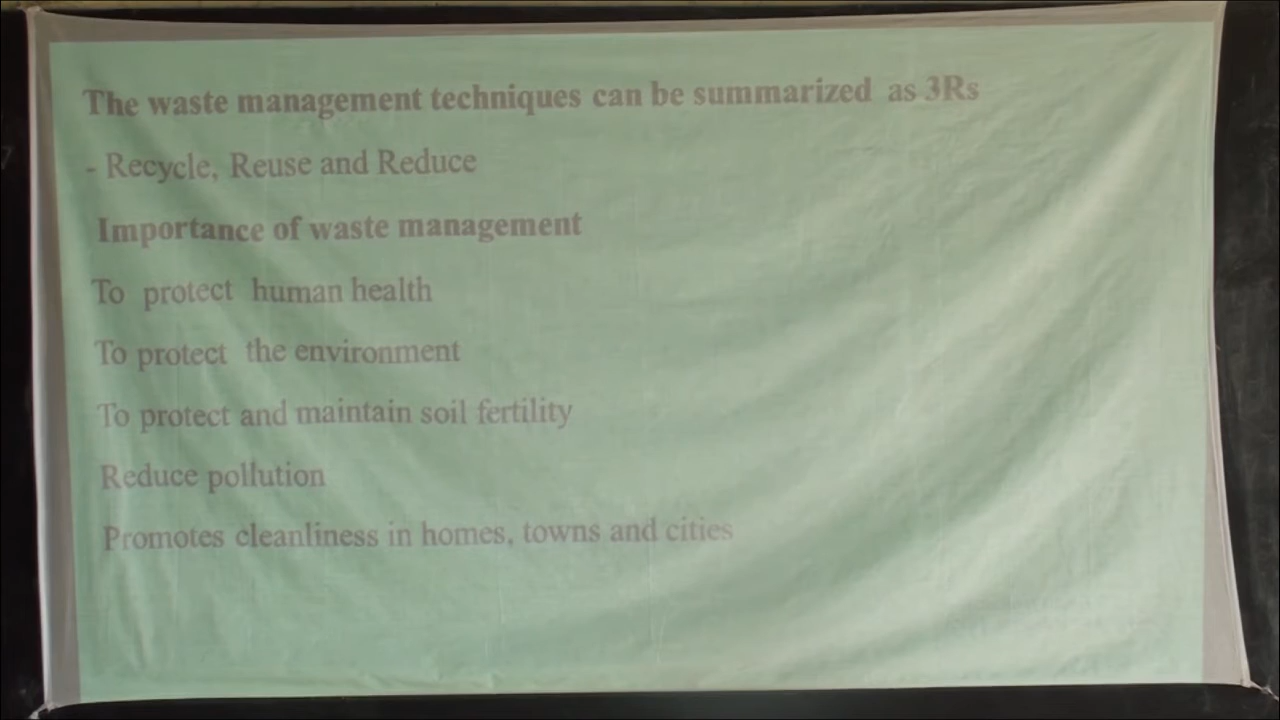 The waste management techniques can be summarized as 3Rs
- Recycle, Reuse and Reduce
Importance of waste management
To protect human health
To protect the environment
To protect and maintain soil fertility
Reduce pollution
Promotes cleanliness in homes, towns and cities